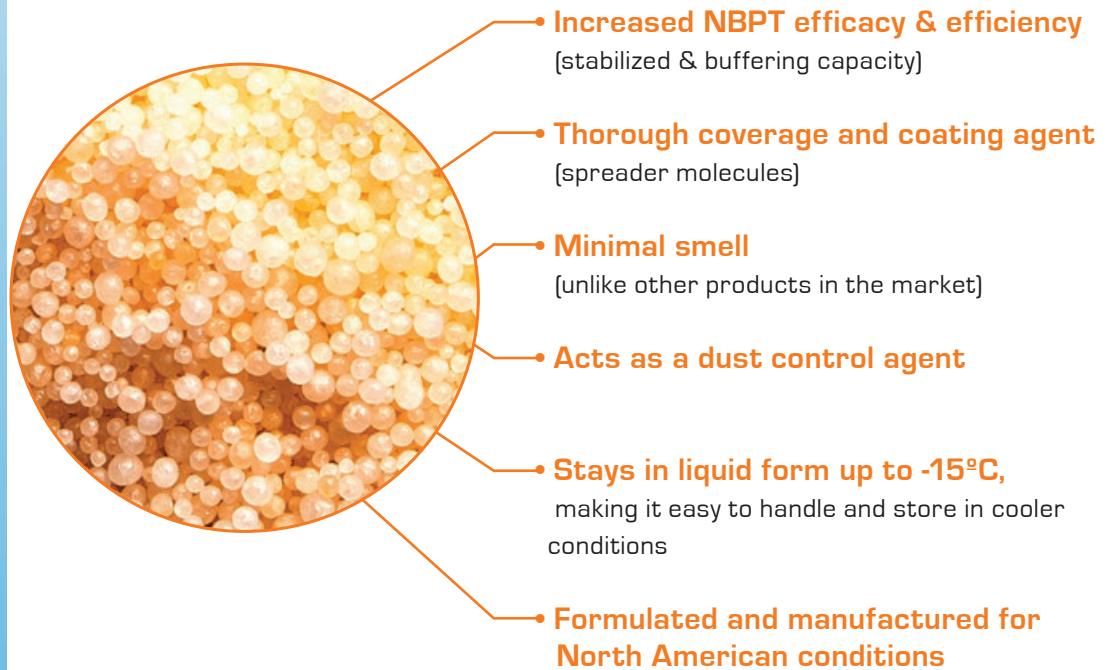 Increased NBPT efficacy & efficiency
(stabilized & buffering capacity)
Thorough coverage and coating agent
(spreader molecules)
Minimal smell
(unlike other products in the market)
Acts as a dust control agent
Stays in liquid form up to -15ºC,
making it easy to handle and store in cooler
conditions
Formulated and manufactured for
North American conditions